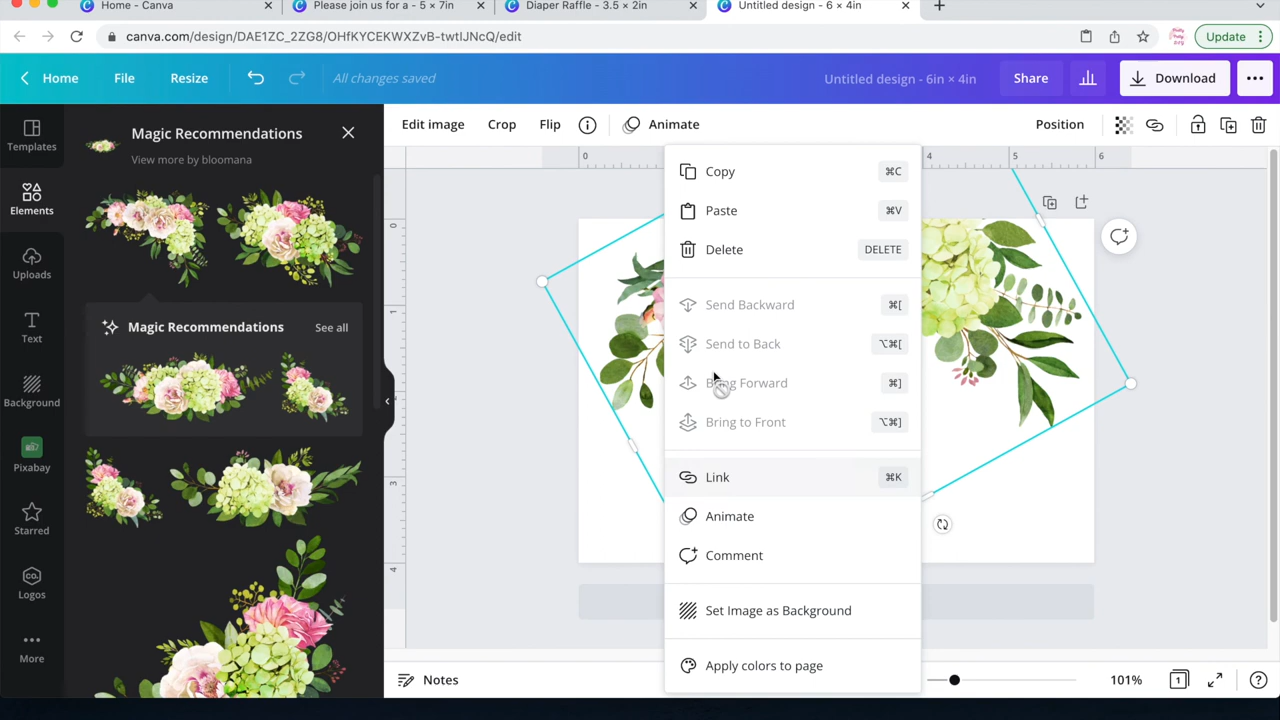 Home - Canva
Please join us for a - 5 × 7in
Diaper Raffle - 3.5 × 2in
Untitled design - 6 × 4in
canva.com/design/DAE1ZC_2ZG8/OHfKYCEKWXZvB-twtIJNcQ/edit
Update
Home
File
Resize
All changes saved
Untitled design - 6in × 4in
Share
Download
Templates
Elements
Uploads
Text
Background
Pixabay
Starred
CO.
Logos
More
Magic Recommendations
View more by bloomana
Magic Recommendations
See all
Edit image
Crop
Flip
Animate
Position
0
4
5
6
0
1
2
3
4
Copy ⌘C
Paste ⌘V
Delete DELETE
Send Backward ⌘[
Send to Back ⌥⌘[
Bring Forward ⌘]
Bring to Front ⌥⌘]
Link ⌘K
Animate
Comment
Set Image as Background
Apply colors to page
Notes
101%
1